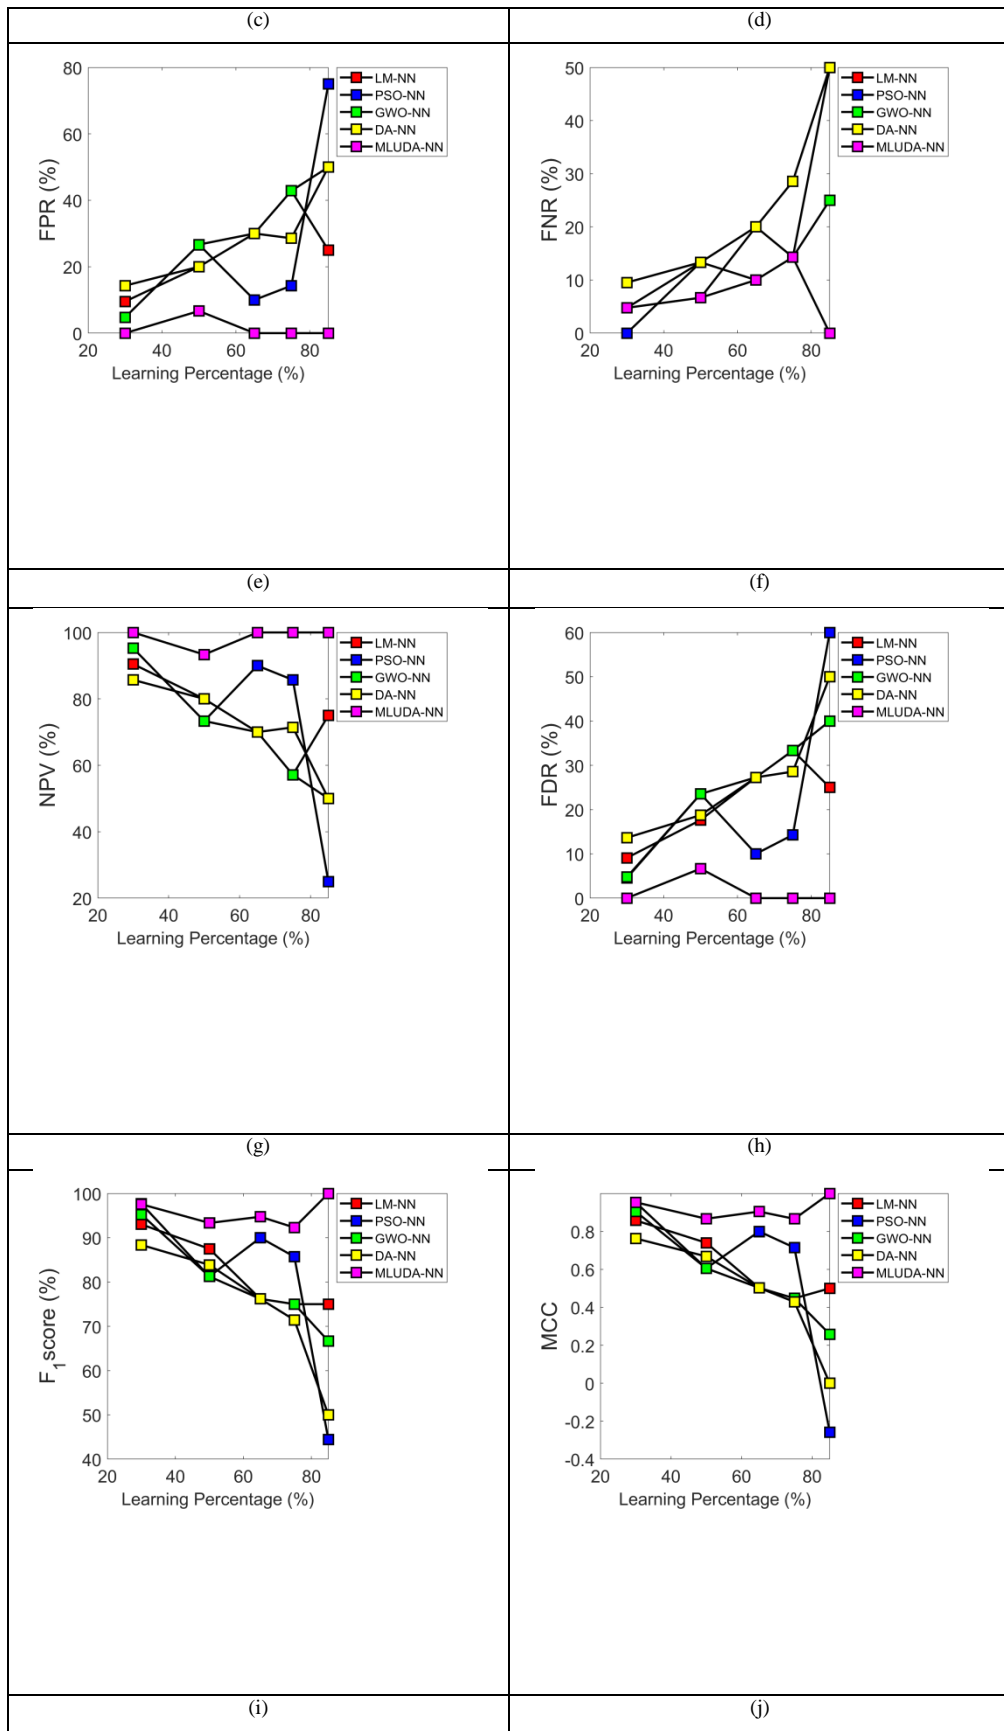 (c)
(d)
80
60
40
20
0
FPR (%)
20
40
60
80
Learning Percentage (%)
LM-NN
PSO-NN
GWO-NN
DA-NN
MLUDA-NN
50
40
30
20
10
0
FNR (%)
20
40
60
80
Learning Percentage (%)
LM-NN
PSO-NN
GWO-NN
DA-NN
MLUDA-NN
(e)
(f)
100
80
60
40
20
NPV (%)
20
40
60
80
Learning Percentage (%)
LM-NN
PSO-NN
GWO-NN
DA-NN
MLUDA-NN
60
50
40
30
20
10
0
FDR (%)
20
40
60
80
Learning Percentage (%)
LM-NN
PSO-NN
GWO-NN
DA-NN
MLUDA-NN
(g)
(h)
100
90
80
70
60
50
40
F1score (%)
20
40
60
80
Learning Percentage (%)
LM-NN
PSO-NN
GWO-NN
DA-NN
MLUDA-NN
0.8
0.6
0.4
0.2
0
-0.2
-0.4
MCC
20
40
60
80
Learning Percentage (%)
LM-NN
PSO-NN
GWO-NN
DA-NN
MLUDA-NN
(i)
(j)